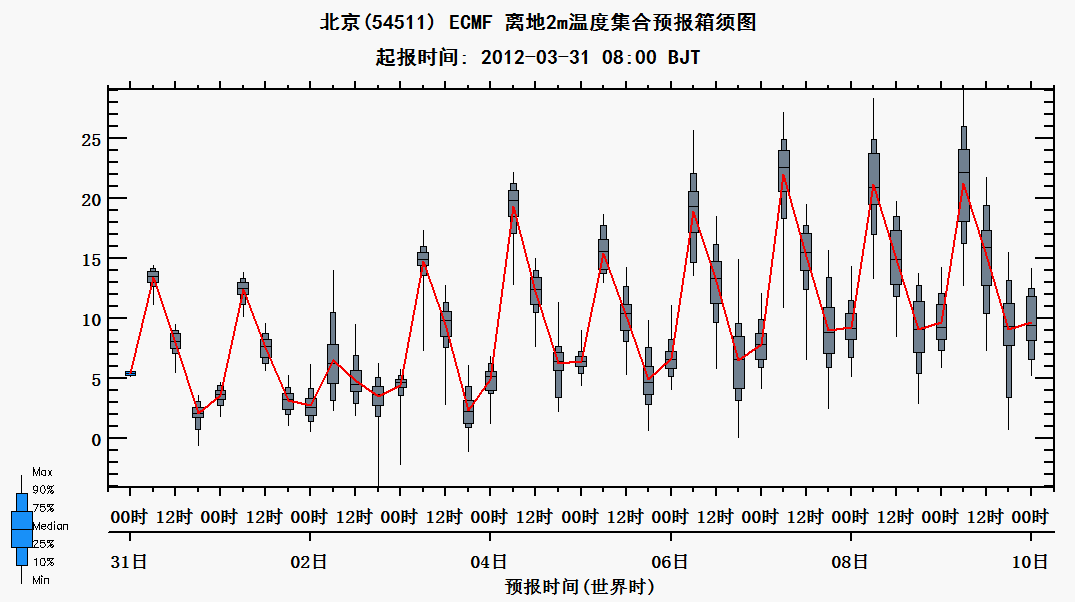 北京(54511) ECMF 离地2m温度集合预报箱须图
起报时间: 2012-03-31 08:00 BJT
25
20
15
10
5
0
Max
90%
75%
Median
25%
10%
Min
00时 12时 00时 12时 00时 12时 00时 12时 00时 12时 00时 12时 00时 12时 00时 12时 00时 12时 00时 12时 00时
31日 02日 04日 06日 08日 10日
预报时间(世界时)